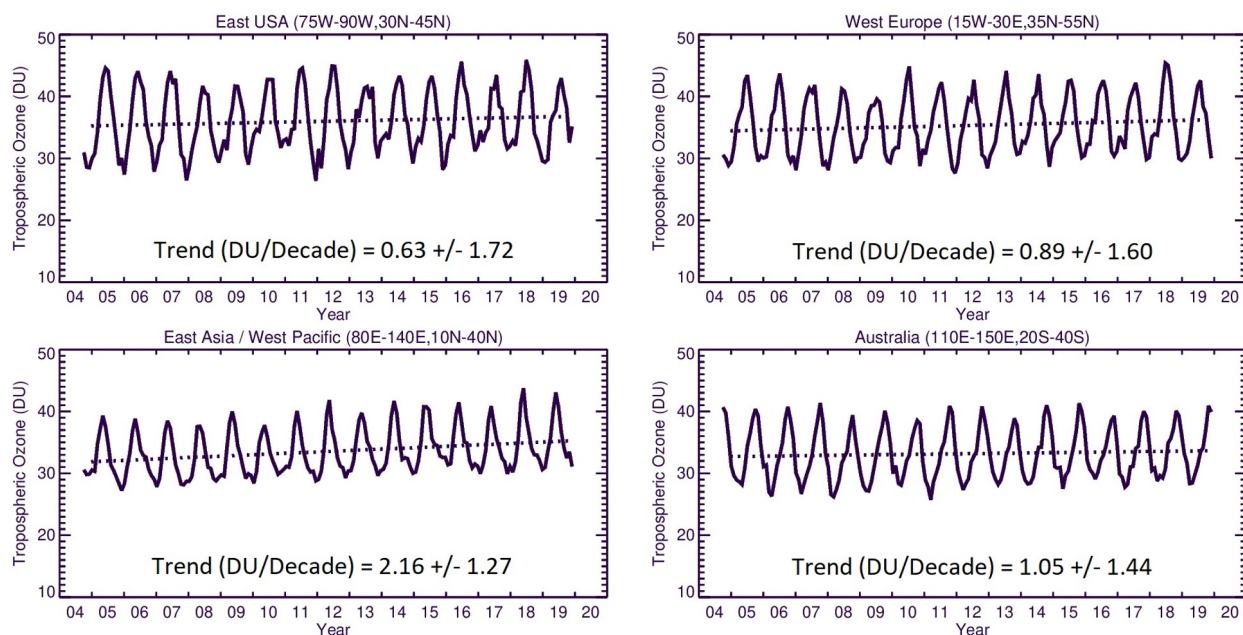 East USA (75W-90W,30N-45N)
50
40
30
20
10
Tropospheric Ozone (DU)
Trend (DU/Decade) = 0.63 +/- 1.72
04 05 06 07 08 09 10 11 12 13 14 15 16 17 18 19 20
Year
West Europe (15W-30E,35N-55N)
50
40
30
20
10
Tropospheric Ozone (DU)
Trend (DU/Decade) = 0.89 +/- 1.60
04 05 06 07 08 09 10 11 12 13 14 15 16 17 18 19 20
Year
East Asia / West Pacific (80E-140E,10N-40N)
50
40
30
20
10
Tropospheric Ozone (DU)
Trend (DU/Decade) = 2.16 +/- 1.27
04 05 06 07 08 09 10 11 12 13 14 15 16 17 18 19 20
Year
Australia (110E-150E,20S-40S)
50
40
30
20
10
Tropospheric Ozone (DU)
Trend (DU/Decade) = 1.05 +/- 1.44
04 05 06 07 08 09 10 11 12 13 14 15 16 17 18 19 20
Year